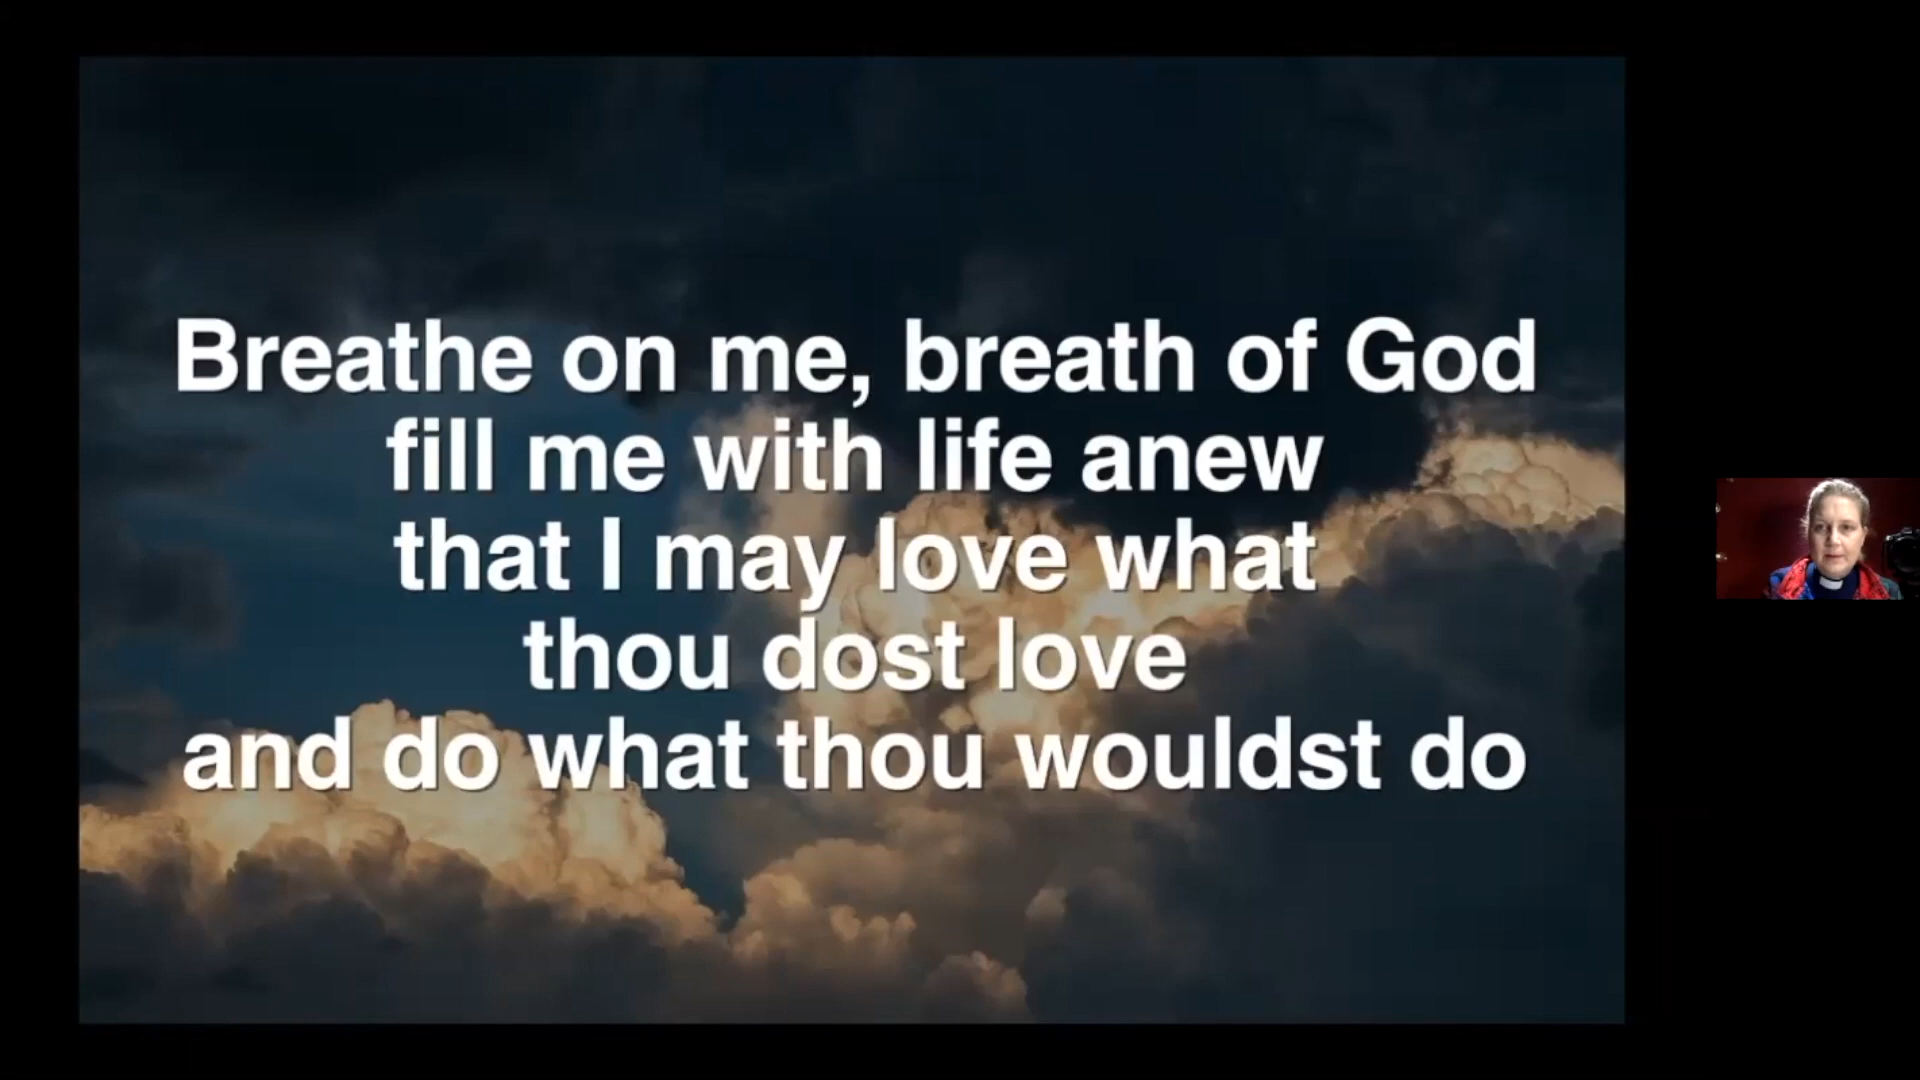 Breathe on me, breath of God
fill me with life anew
that I may love what
thou dost love
and do what thou wouldst do